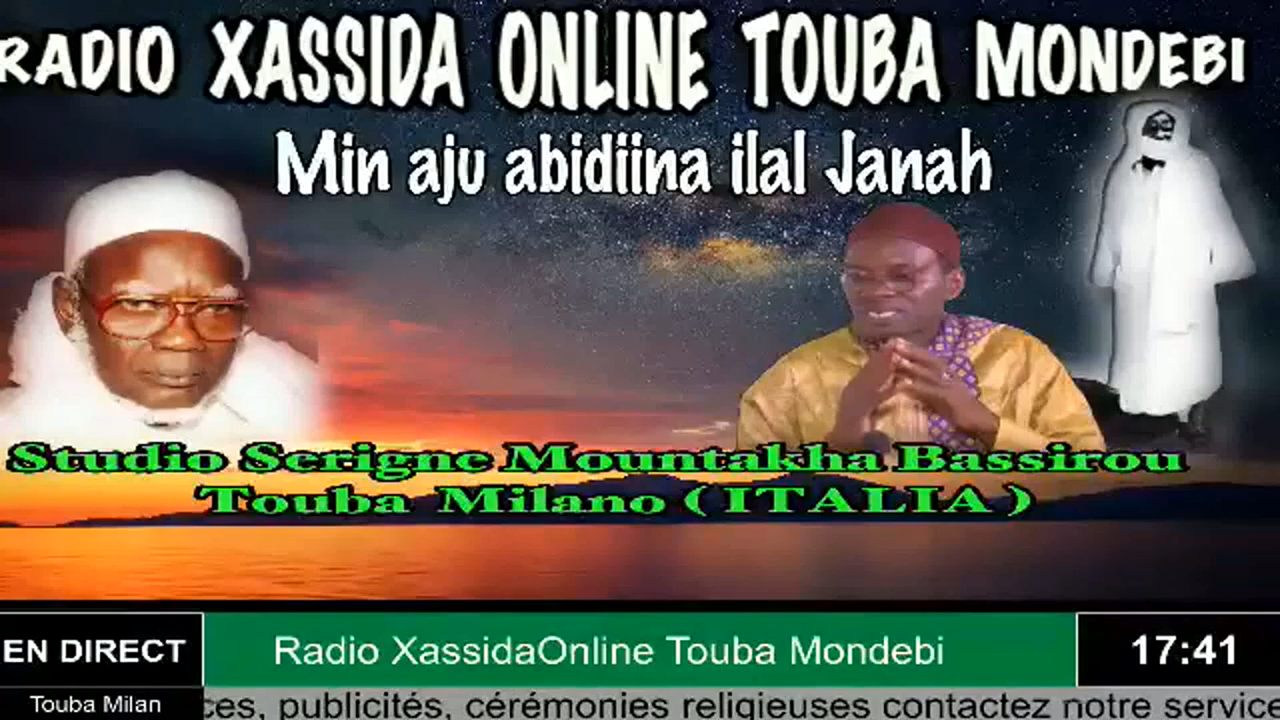 RADIO XASSIDA ONLINE TOUBA MONDEBI
Min aju abidiina ilal Janah
Studio Serigne Mountakha Bassirou
Touba Milano (ITALIA)
EN DIRECT
Radio XassidaOnline Touba Mondebi
17:41
Touba Milan
publicités, cérémonies religieuses contactez notre service